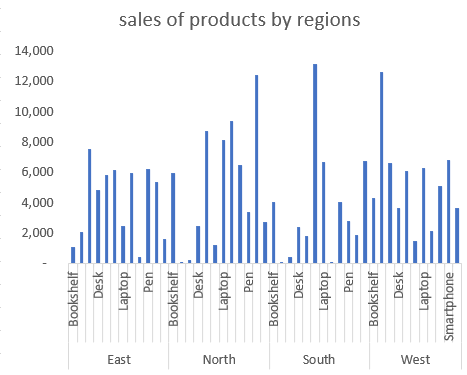 sales of products by regions
14,000
12,000
10,000
8,000
6,000
4,000
2,000
-
Bookshelf
Desk
Laptop
Pen
Bookshelf
Desk
Laptop
Pen
Bookshelf
Desk
Laptop
Pen
Bookshelf
Desk
Laptop
Smartphone
East
North
South
West